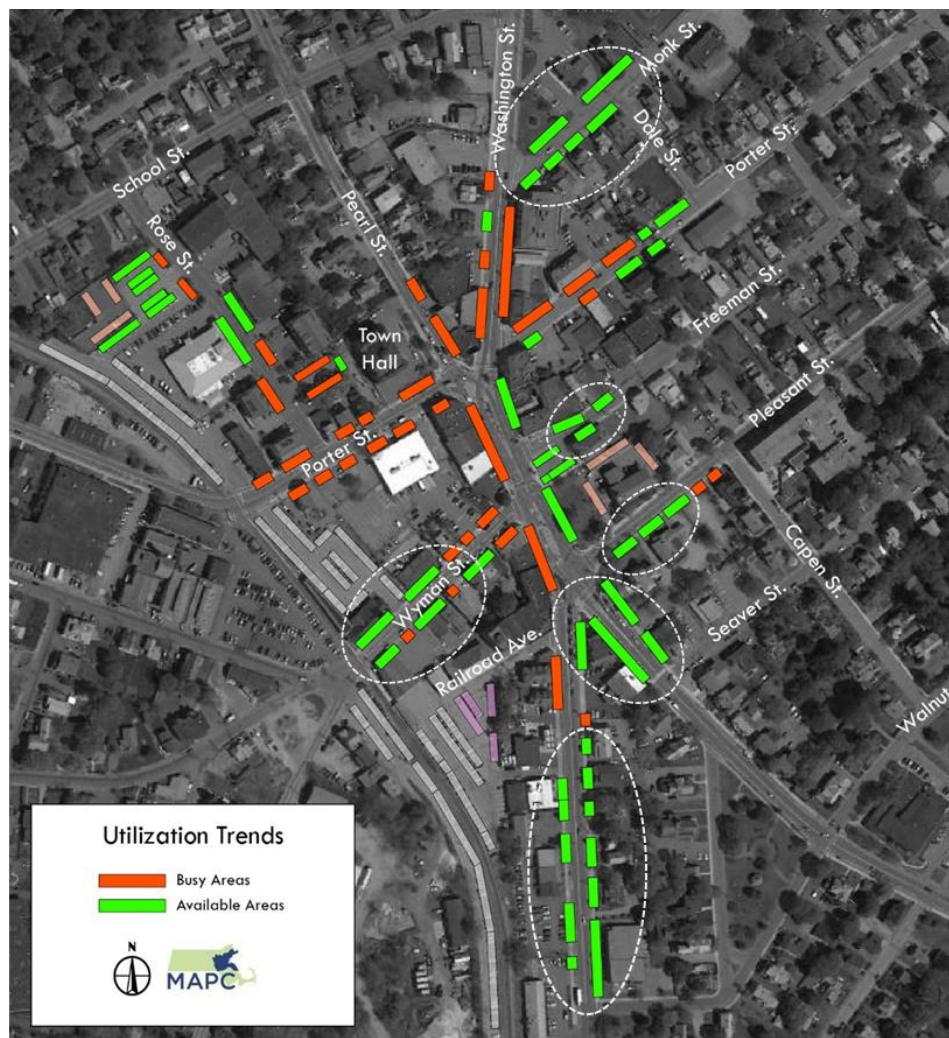 Washington St.
Monk St.
Dale St.
Porter St.
School St.
Pearl St.
Rose St.
Freeman St.
Town
Hall
Pleasant St.
Porter St.
Capen St.
Wyman St.
Seaver St.
Railroad Ave.
Walnu
Utilization Trends
Busy Areas
Available Areas
N
MAPC